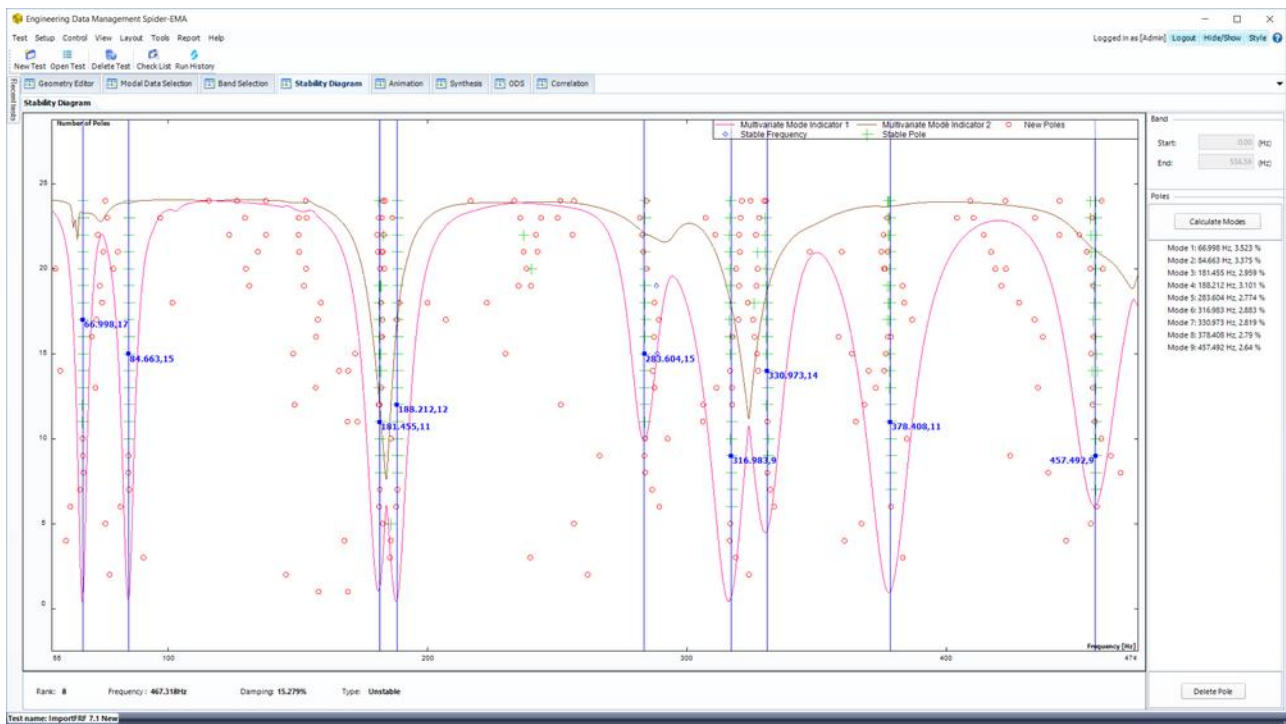 Engineering Data Management Spider-EMA
Test Setup Control View Layout Tools Report Help
Logged in as [Admin] Logout Hide/Show Style
New Test Open Test Delete Test Check List Run History
Recent tests
Geometry Editor Modal Data Selection Band Selection Stability Diagram Animation Synthesis ODS Correlation
Stability Diagram
Number of Poles
Multivariate Mode Indicator 1 Multivariate Mode Indicator 2 New Poles
Stable Frequency Stable Pole
25
20
15
10
5
0
66.998,17
84.663,15
283.604,15
330.973,14
188.212,12
181.455,11
378.408,11
316.983,9
457.492,9
Frequency [Hz]
100 200 300 400 474
Band
Start: 0.00 (Hz)
End: (Hz)
Poles
Calculate Modes
Mode 1: 66.998 Hz, 3.523 %
Mode 2: 84.663 Hz, 3.375 %
Mode 3: 181.455 Hz, 2.959 %
Mode 4: 188.212 Hz, 3.101 %
Mode 5: 283.604 Hz, 2.774 %
Mode 6: 316.983 Hz, 2.883 %
Mode 7: 330.973 Hz, 2.819 %
Mode 8: 378.408 Hz, 2.79 %
Mode 9: 457.492 Hz, 2.64 %
Delete Pole
Rank: 8 Frequency : 467.318Hz Damping: 15.279% Type: Unstable
Test name: ImportFRF 7.1 New